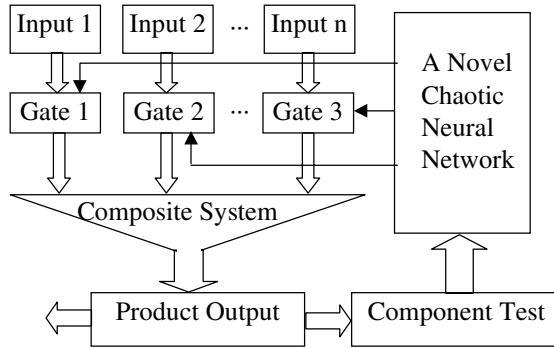 Input 1 Input 2 ... Input n
A Novel
Chaotic
Neural
Network
Gate 1 Gate 2 ... Gate 3
Composite System
Product Output
Component Test